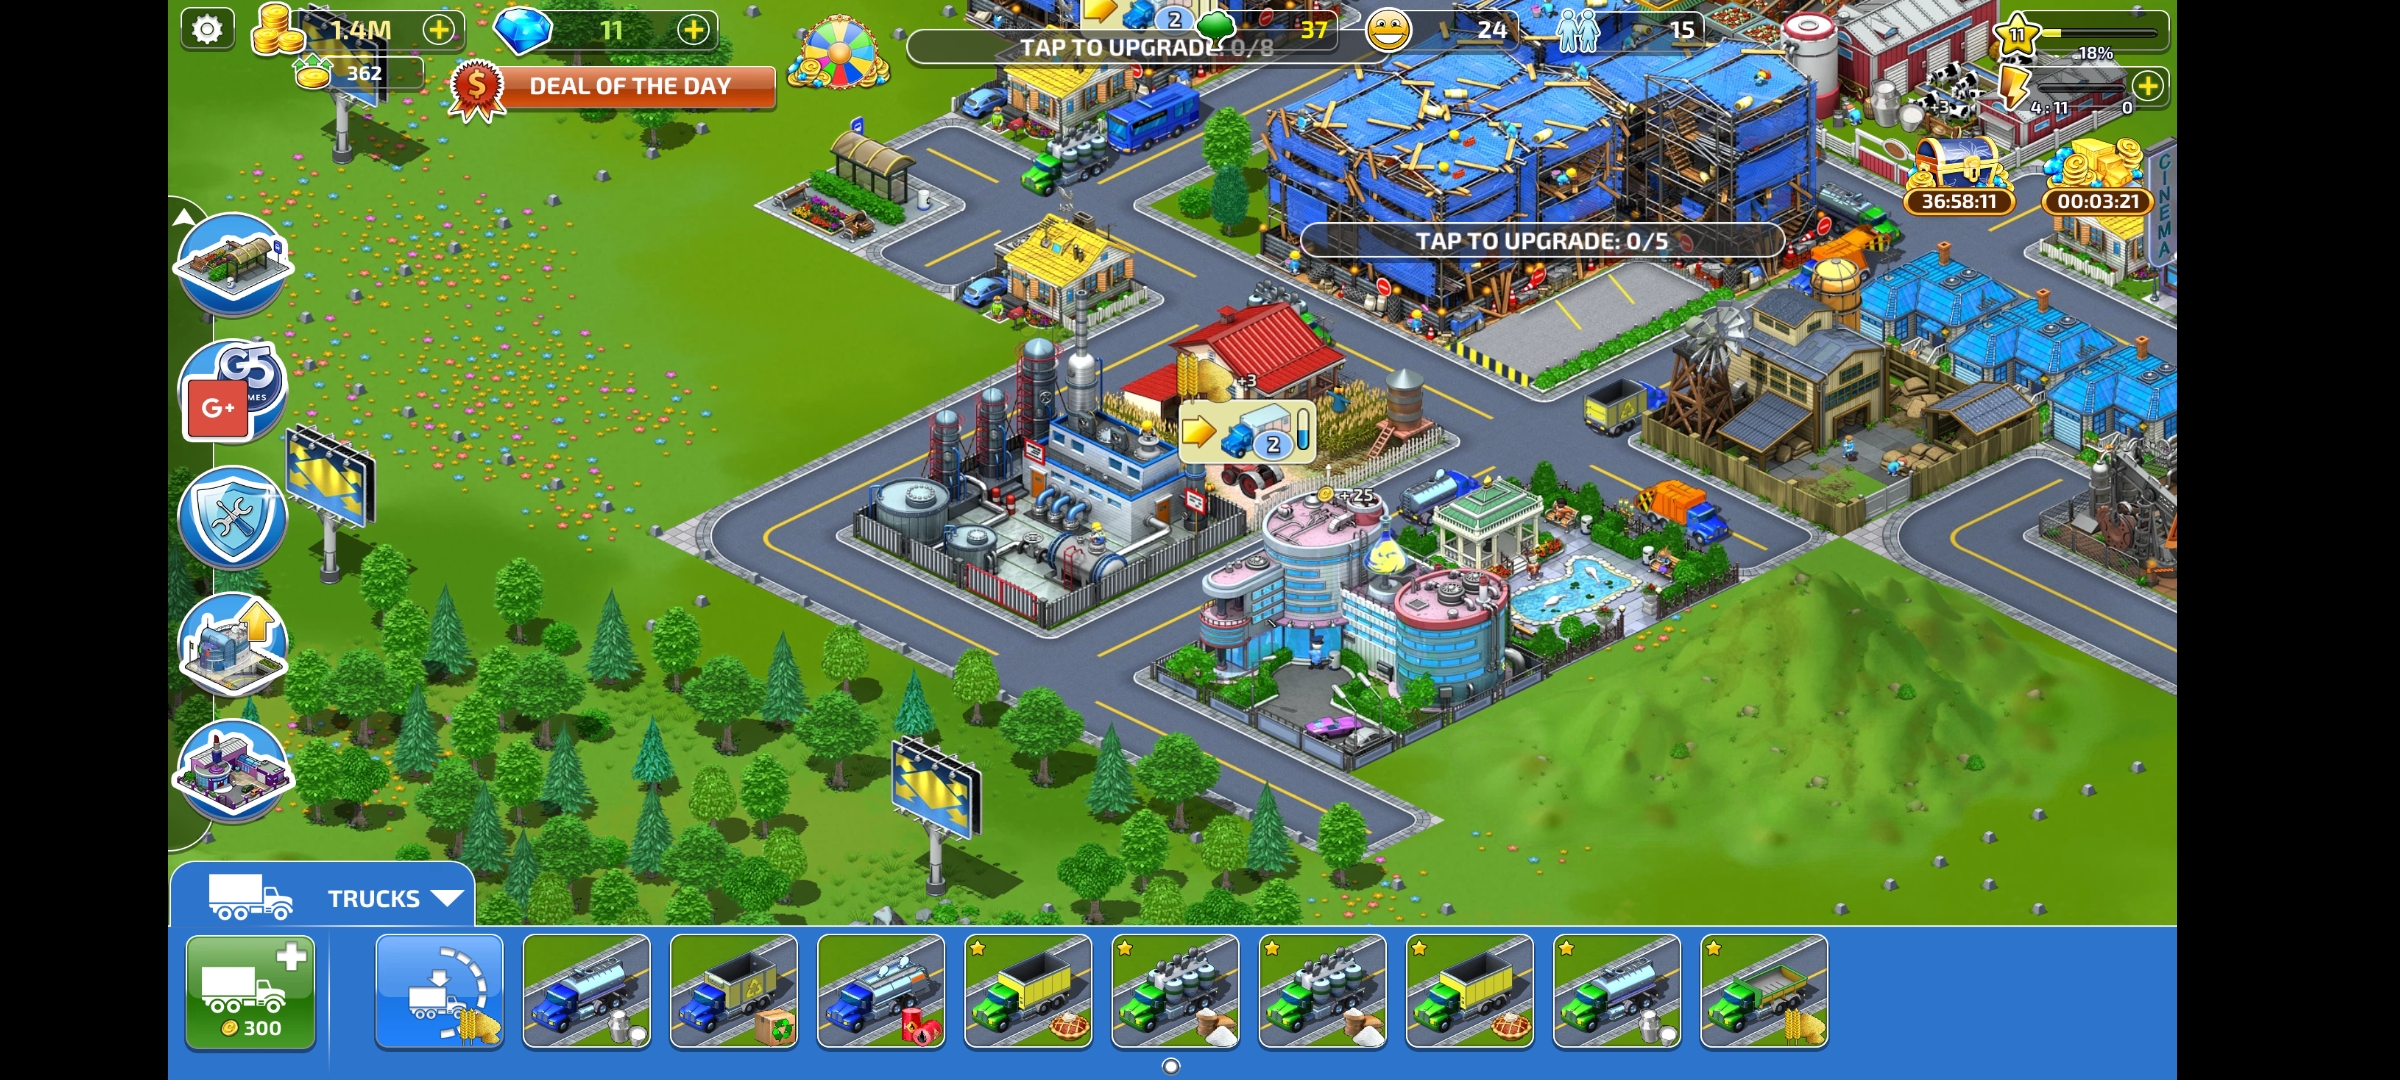 1.4M
11
2
TAP TO UPGRADE: 0/8
37
24
15
11
18%
362
DEAL OF THE DAY
+3
4:11
0
36:58:11
00:03:21
CINEMA
TAP TO UPGRADE: 0/5
G5
GAMES
G+
+3
2
+25
TRUCKS
300